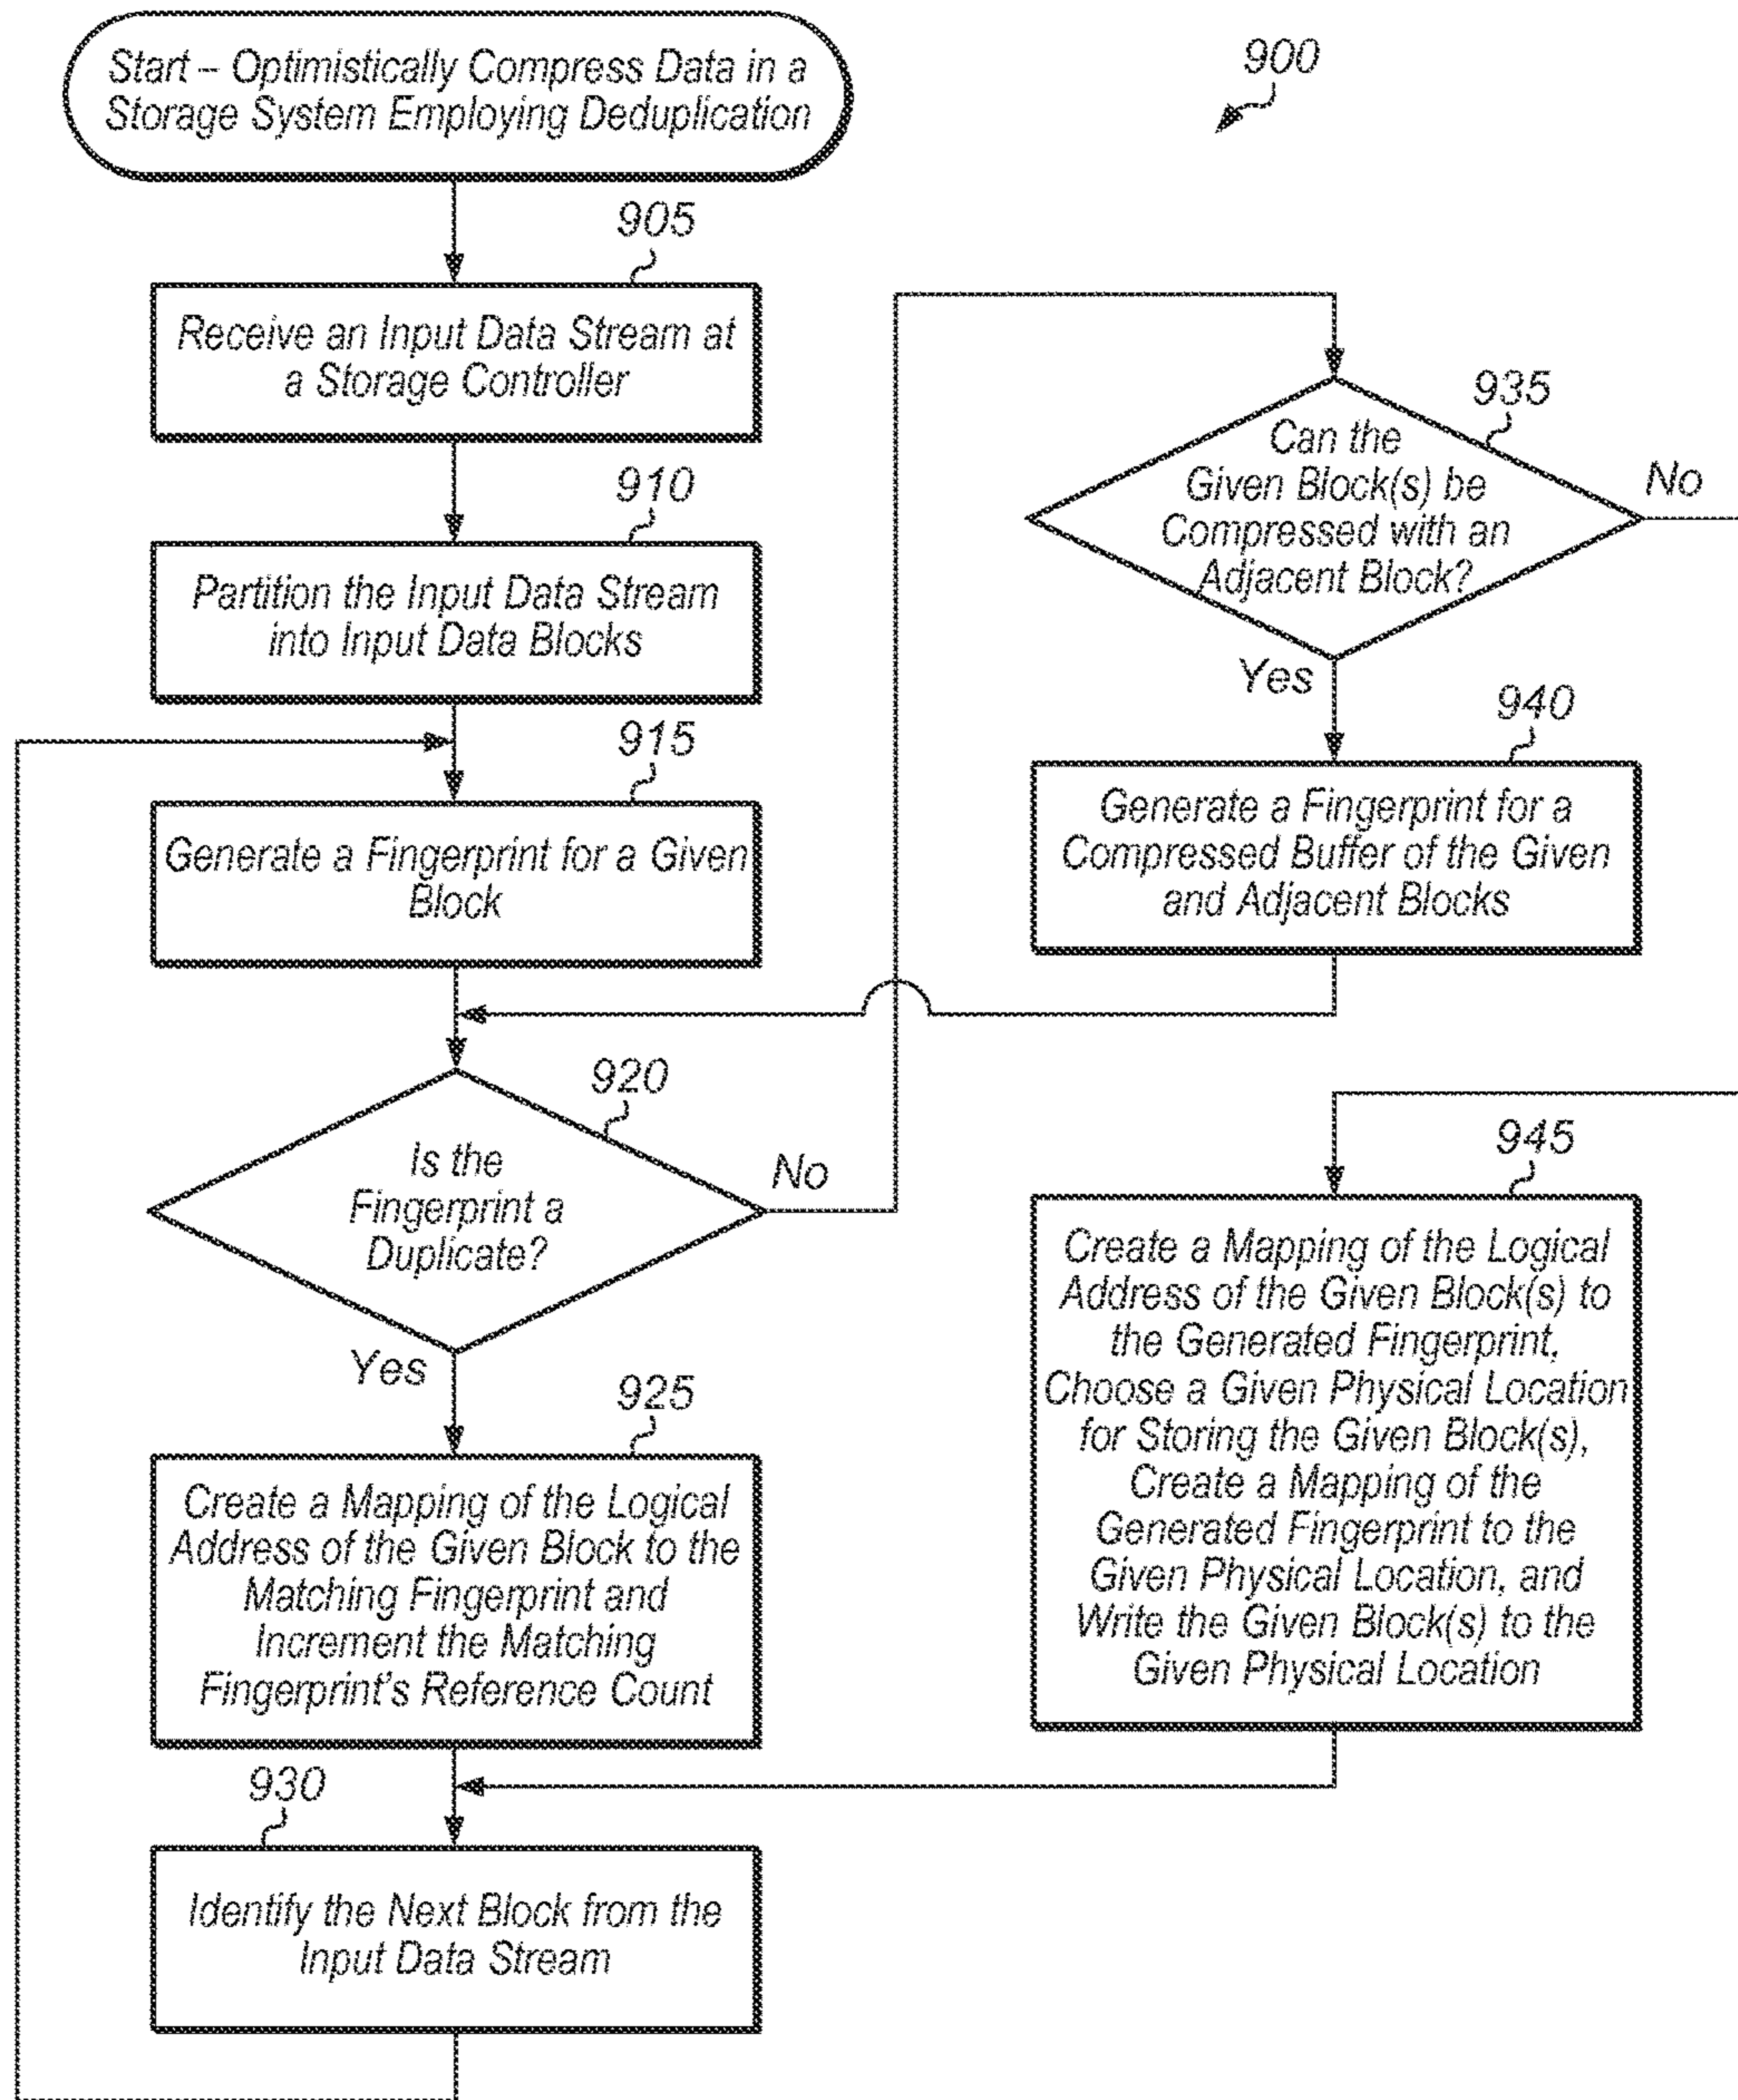 Start – Optimistically Compress Data in a
Storage System Employing Deduplication
900
905
Receive an Input Data Stream at
a Storage Controller
910
Partition the Input Data Stream
into Input Data Blocks
915
Generate a Fingerprint for a Given
Block
920
Is the
Fingerprint a
Duplicate?
No
Yes
925
Create a Mapping of the Logical
Address of the Given Block to the
Matching Fingerprint and
Increment the Matching
Fingerprint's Reference Count
930
Identify the Next Block from the
Input Data Stream
935
Can the
Given Block(s) be
Compressed with an
Adjacent Block?
No
Yes
940
Generate a Fingerprint for a
Compressed Buffer of the Given
and Adjacent Blocks
945
Create a Mapping of the Logical
Address of the Given Block(s) to
the Generated Fingerprint,
Choose a Given Physical Location
for Storing the Given Block(s),
Create a Mapping of the
Generated Fingerprint to the
Given Physical Location, and
Write the Given Block(s) to the
Given Physical Location